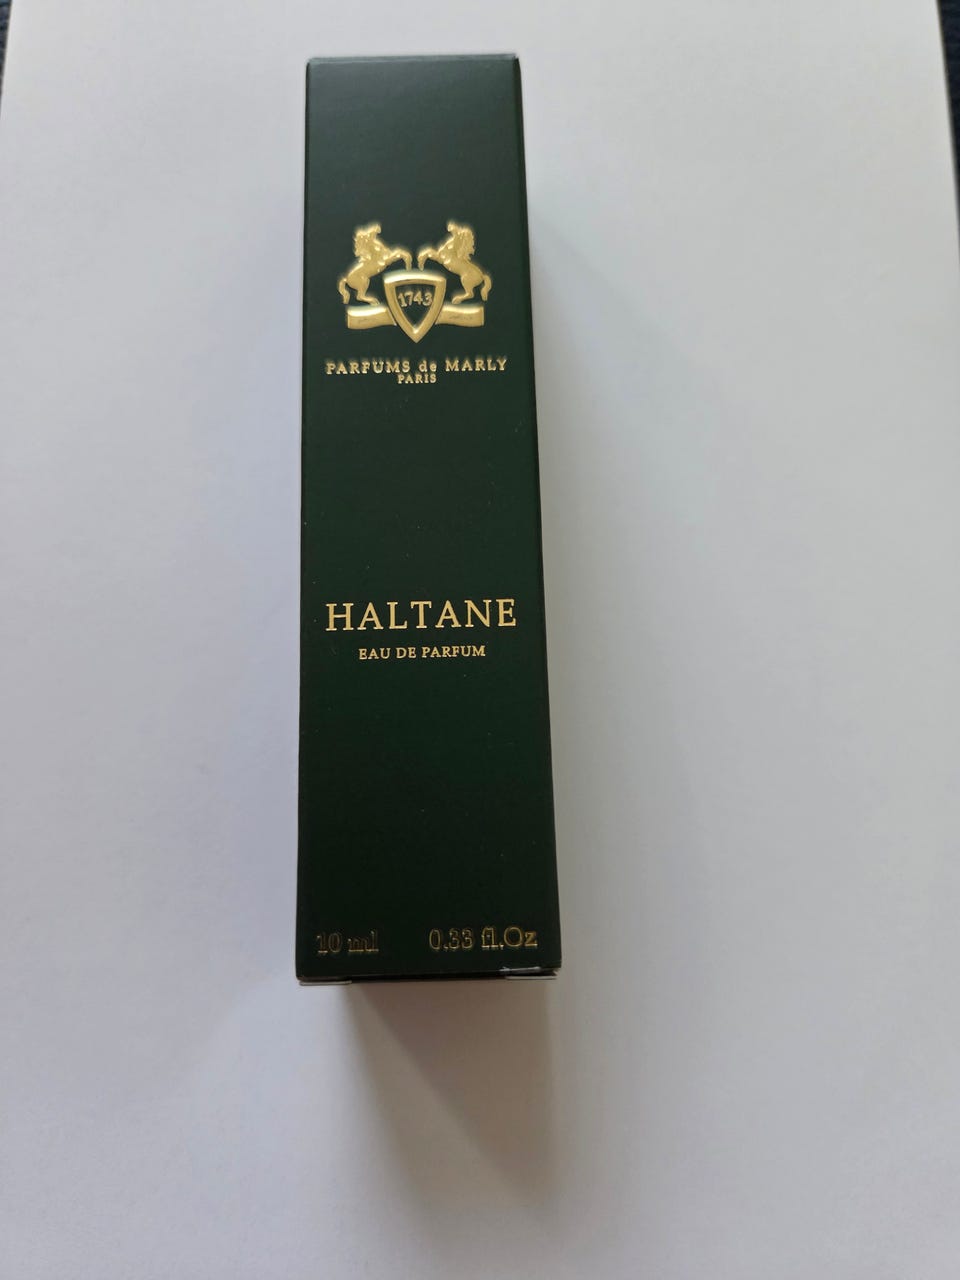 1743
PARFUMS de MARLY
PARIS
HALTANE
EAU DE PARFUM
10 ml 0.33 fl.Oz